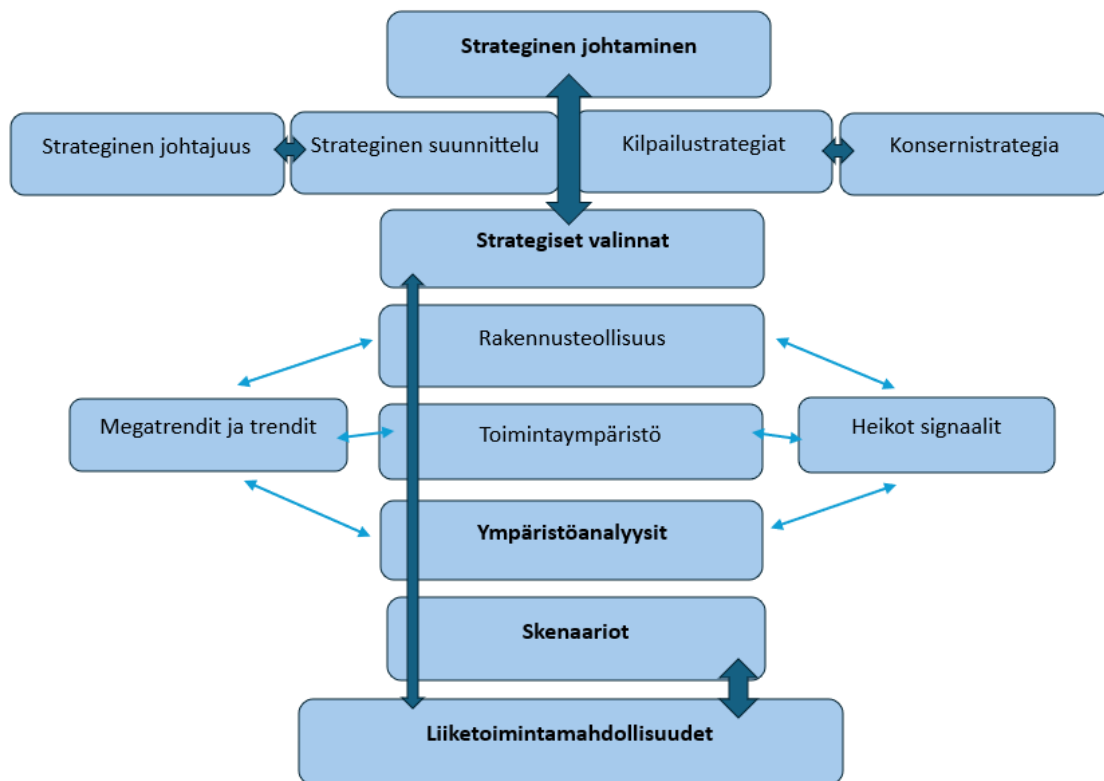 Strateginen johtaminen
Strateginen johtajuus
Strateginen suunnittelu
Kilpailustrategiat
Konsernistrategia
Strategiset valinnat
Rakennusteollisuus
Megatrendit ja trendit
Toimintaympäristö
Heikot signaalit
Ympäristöanalyysit
Skenaariot
Liiketoimintamahdollisuudet